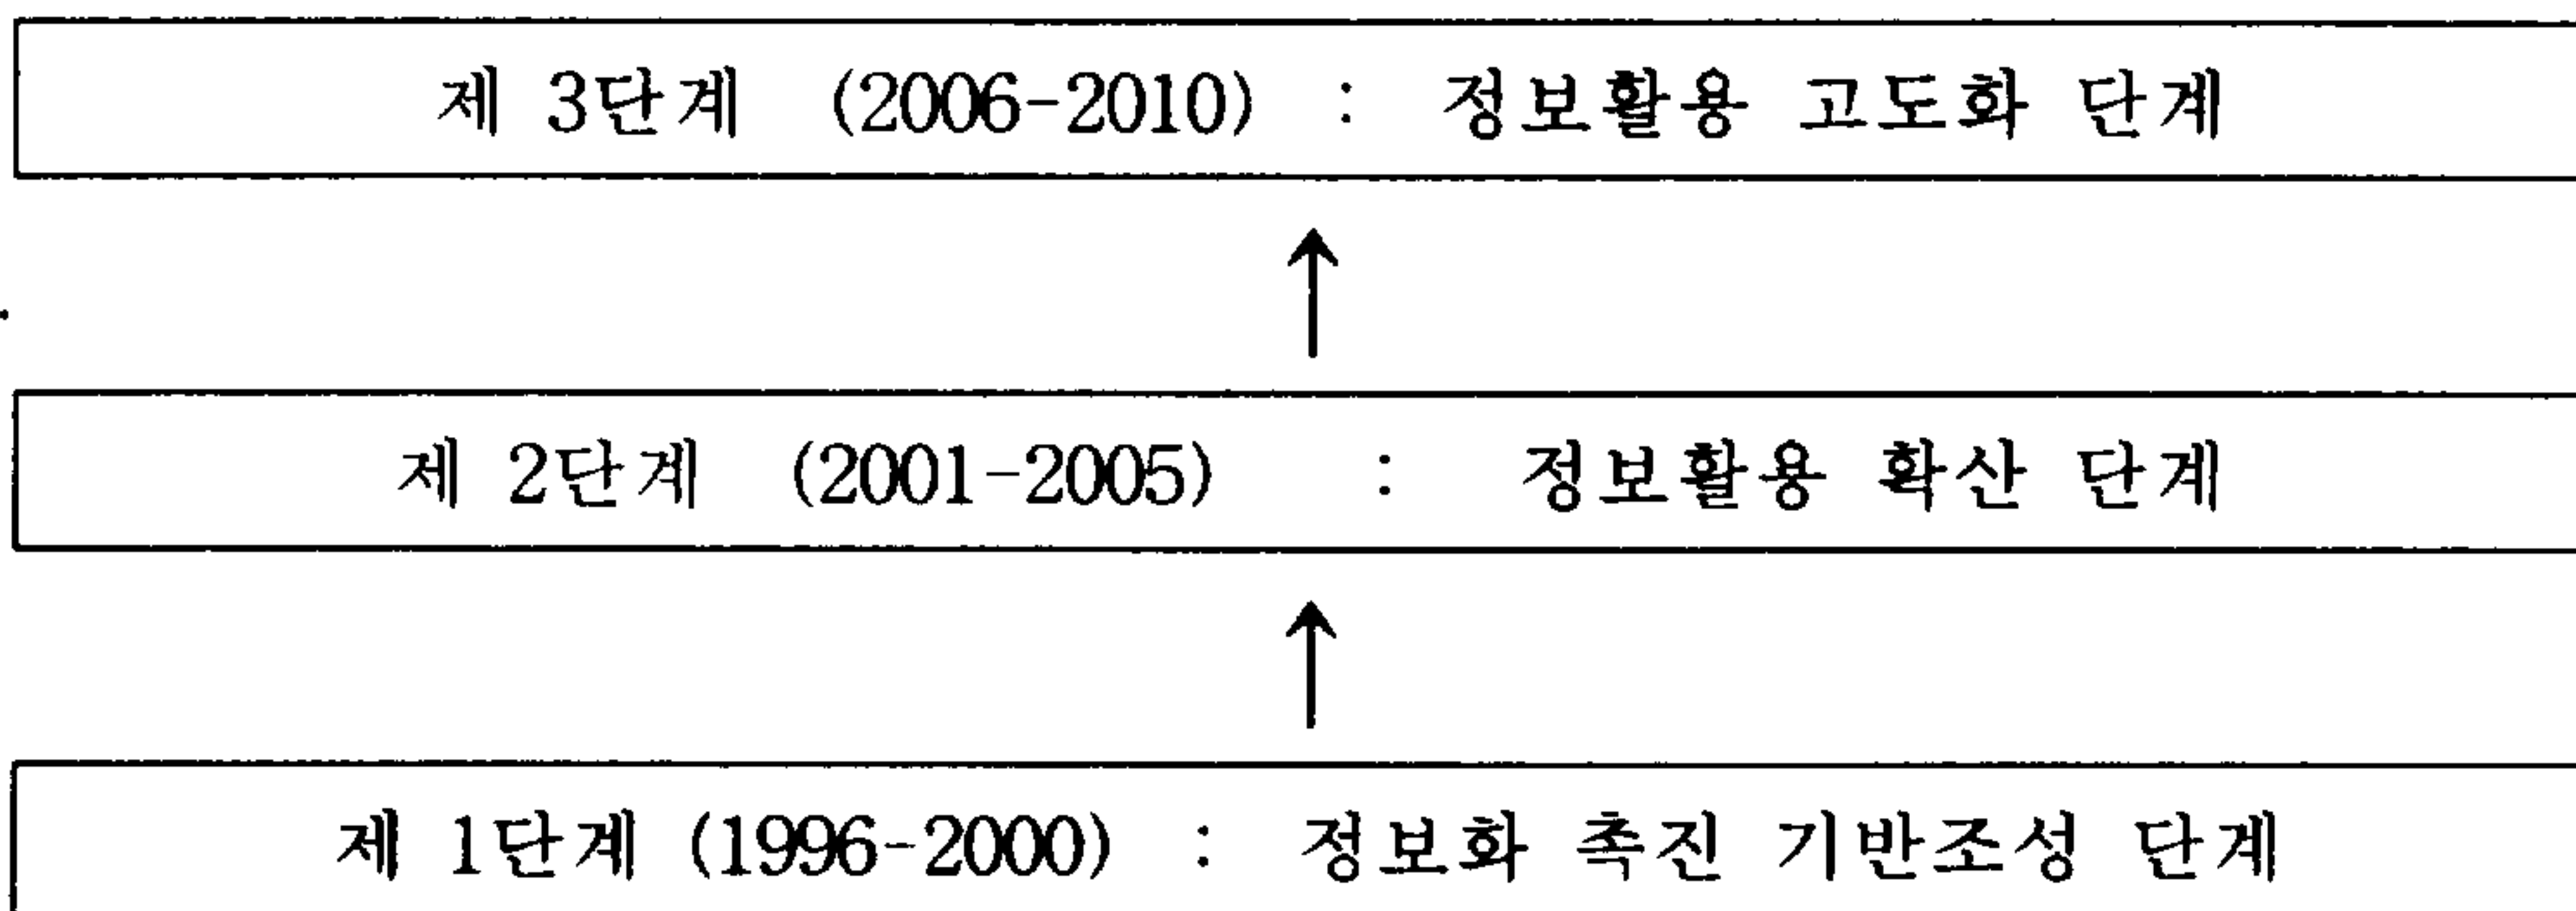 제 3단계 (2006-2010) : 정보활용 고도화 단계
제 2단계 (2001-2005) : 정보활용 확산 단계
제 1단계 (1996-2000) : 정보화 촉진 기반조성 단계